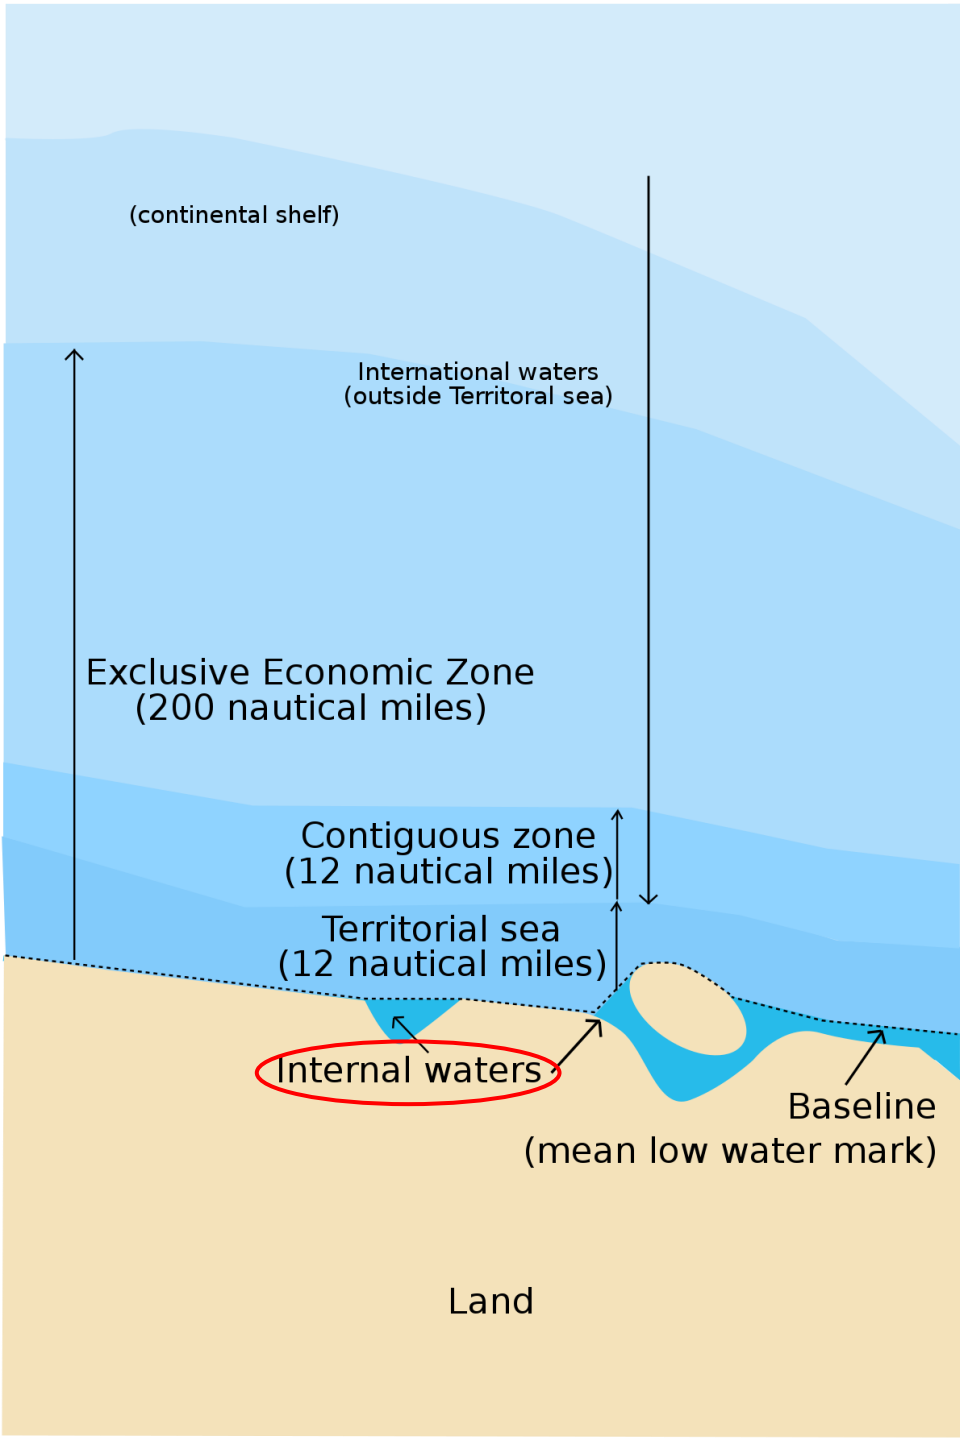 (continental shelf)
International waters
(outside Territoral sea)
Exclusive Economic Zone
(200 nautical miles)
Contiguous zone
(12 nautical miles)
Territorial sea
(12 nautical miles)
Internal waters
Baseline
(mean low water mark)
Land